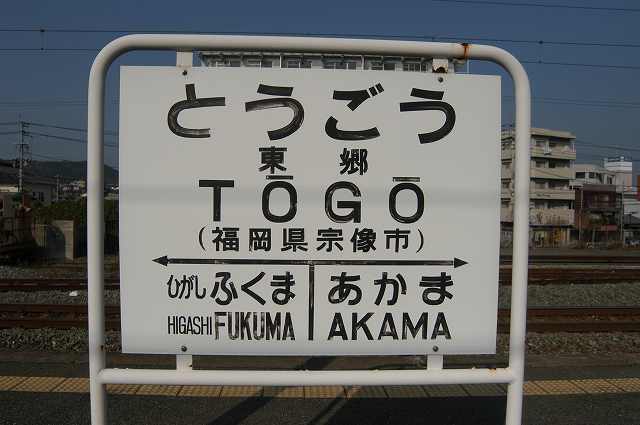 とうごう
東郷
TŌGŌ
(福岡県宗像市)
ひがしふくま あかま
HIGASHI FUKUMA AKAMA